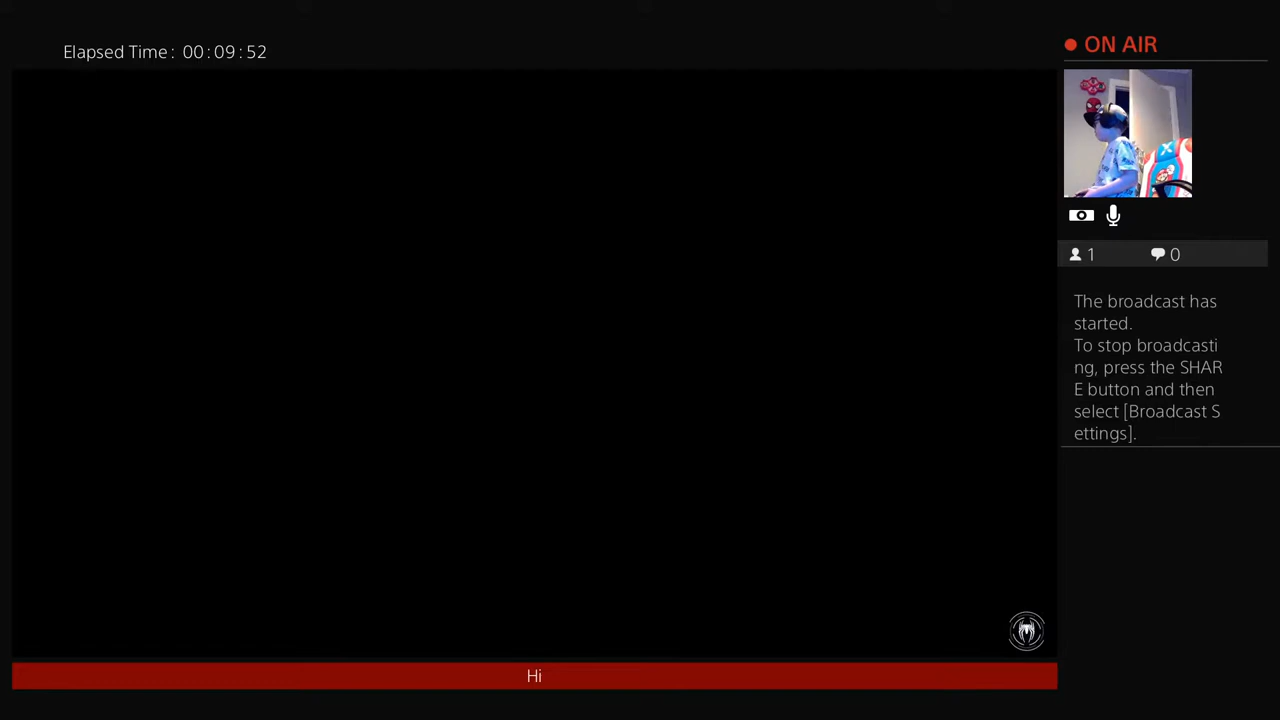 Elapsed Time: 00:09:52
ON AIR
1
0
The broadcast has
started.
To stop broadcasti
ng, press the SHAR
E button and then
select [Broadcast S
ettings].
Hi